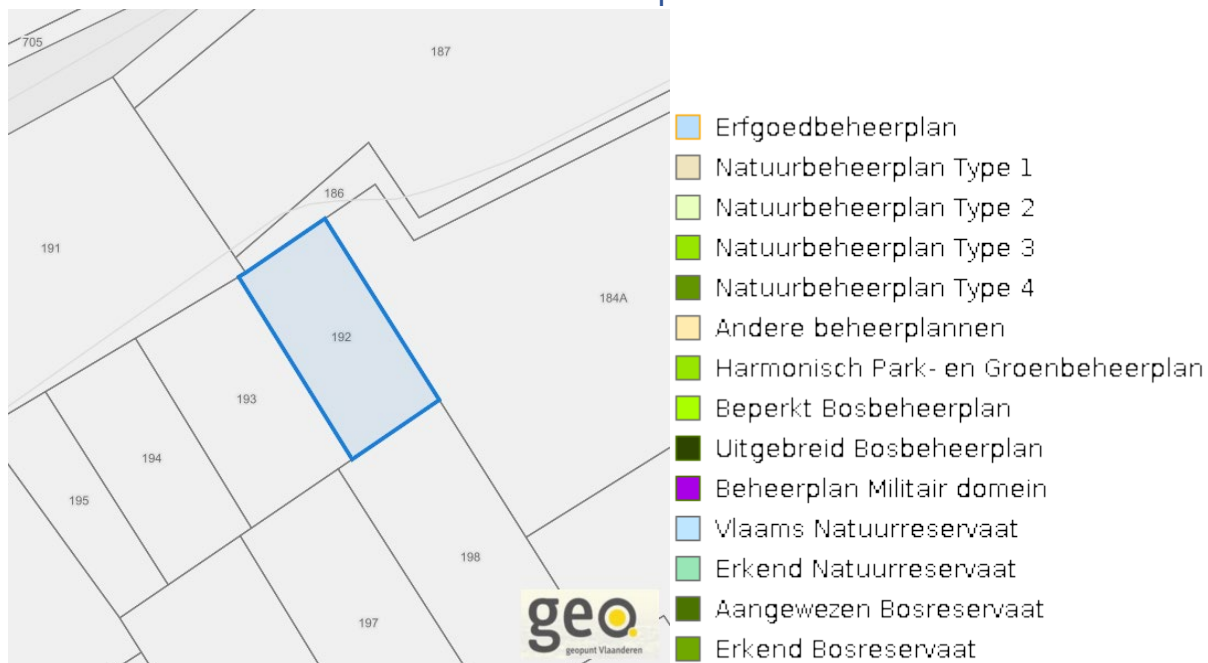 705
187
186
191
184A
192
193
194
195
198
197
geo.
geopunt Vlaanderen
Erfgoedbeheerplan
Natuurbeheerplan Type 1
Natuurbeheerplan Type 2
Natuurbeheerplan Type 3
Natuurbeheerplan Type 4
Andere beheerplannen
Harmonisch Park- en Groenbeheerplan
Beperkt Bosbeheerplan
Uitgebreid Bosbeheerplan
Beheerplan Militair domein
Vlaams Natuurreservaat
Erkend Natuurreservaat
Aangewezen Bosreservaat
Erkend Bosreservaat